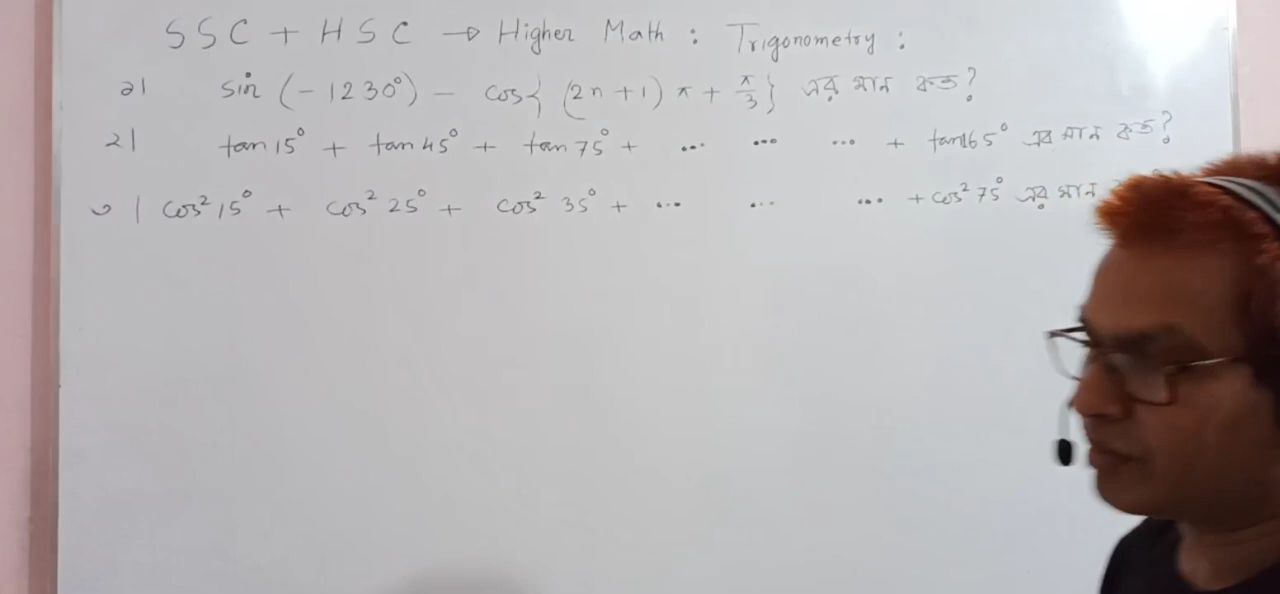 SSC + HSC → Higher Math : Trigonometry :
১। sin (-1230°) - cos{(2n+1)π + π/3} এর মান কত?
২। tan15° + tan45° + tan75° + ... ... ... + tan165° এর মান কত?
৩। cos²15° + cos²25° + cos²35° + ... ... ... + cos²75° এর মান